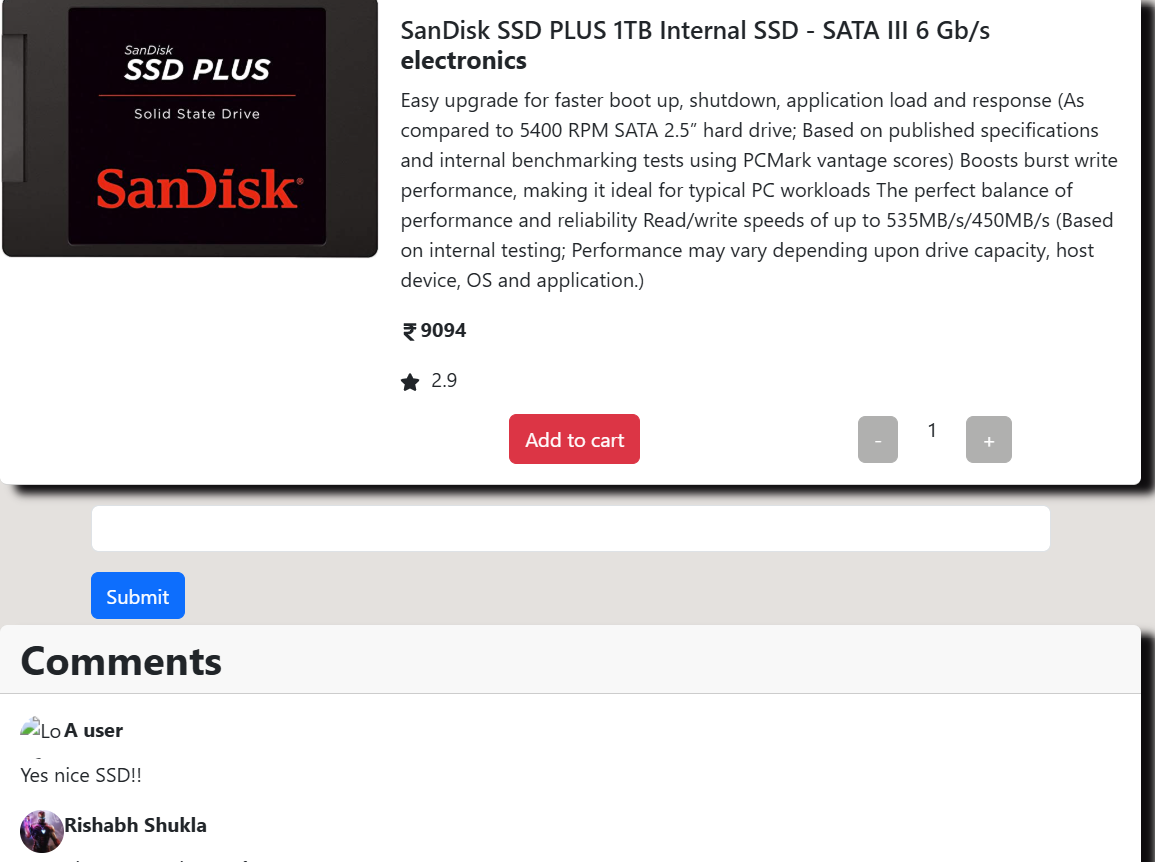 SanDisk
SSD PLUS
Solid State Drive
SanDisk®
SanDisk SSD PLUS 1TB Internal SSD - SATA III 6 Gb/s
electronics
Easy upgrade for faster boot up, shutdown, application load and response (As
compared to 5400 RPM SATA 2.5” hard drive; Based on published specifications
and internal benchmarking tests using PCMark vantage scores) Boosts burst write
performance, making it ideal for typical PC workloads The perfect balance of
performance and reliability Read/write speeds of up to 535MB/s/450MB/s (Based
on internal testing; Performance may vary depending upon drive capacity, host
device, OS and application.)
₹ 9094
2.9
Add to cart - 1 +
Submit
Comments
Lo A user
Yes nice SSD!!
Rishabh Shukla